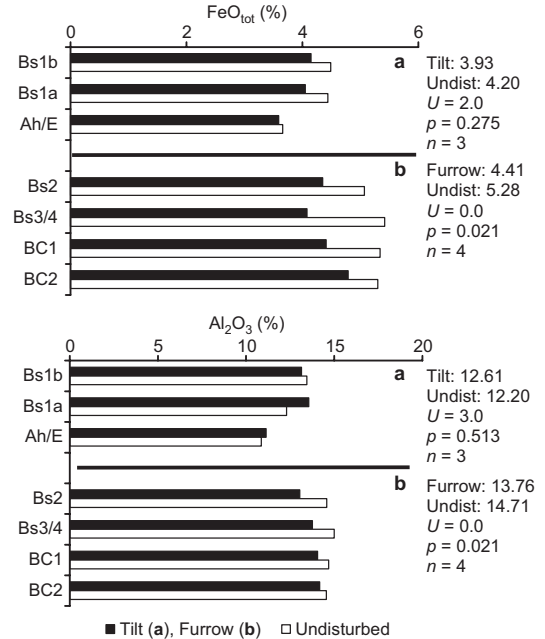 FeOtot (%)
0 2 4 6
Bs1b
Bs1a
Ah/E
a
Tilt: 3.93
Undist: 4.20
U = 2.0
p = 0.275
n = 3
Bs2
Bs3/4
BC1
BC2
b
Furrow: 4.41
Undist: 5.28
U = 0.0
p = 0.021
n = 4
Al2O3 (%)
0 5 10 15 20
Bs1b
Bs1a
Ah/E
a
Tilt: 12.61
Undist: 12.20
U = 3.0
p = 0.513
n = 3
Bs2
Bs3/4
BC1
BC2
b
Furrow: 13.76
Undist: 14.71
U = 0.0
p = 0.021
n = 4
Tilt (a), Furrow (b) Undisturbed